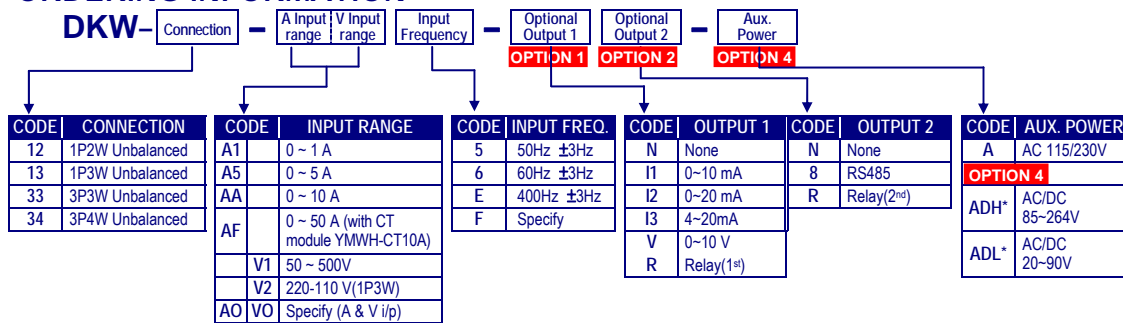 DKW– Connection – A Input range V Input range Input Frequency – Optional Output 1 Optional Output 2 – Aux. Power
OPTION 1 OPTION 2 OPTION 4
CODE CONNECTION
12 1P2W Unbalanced
13 1P3W Unbalanced
33 3P3W Unbalanced
34 3P4W Unbalanced
CODE INPUT RANGE
A1 0 ~ 1 A
A5 0 ~ 5 A
AA 0 ~ 10 A
AF 0 ~ 50 A (with CT
module YMWH-CT10A)
V1 50 ~ 500V
V2 220-110 V(1P3W)
AO VO Specify (A & V i/p)
CODE INPUT FREQ.
5 50Hz ±3Hz
6 60Hz ±3Hz
E 400Hz ±3Hz
F Specify
CODE OUTPUT 1
N None
I1 0~10 mA
I2 0~20 mA
I3 4~20mA
V 0~10 V
R Relay(1st)
CODE OUTPUT 2
N None
8 RS485
R Relay(2nd)
CODE AUX. POWER
A AC 115/230V
OPTION 4
ADH* AC/DC
85~264V
ADL* AC/DC
20~90V